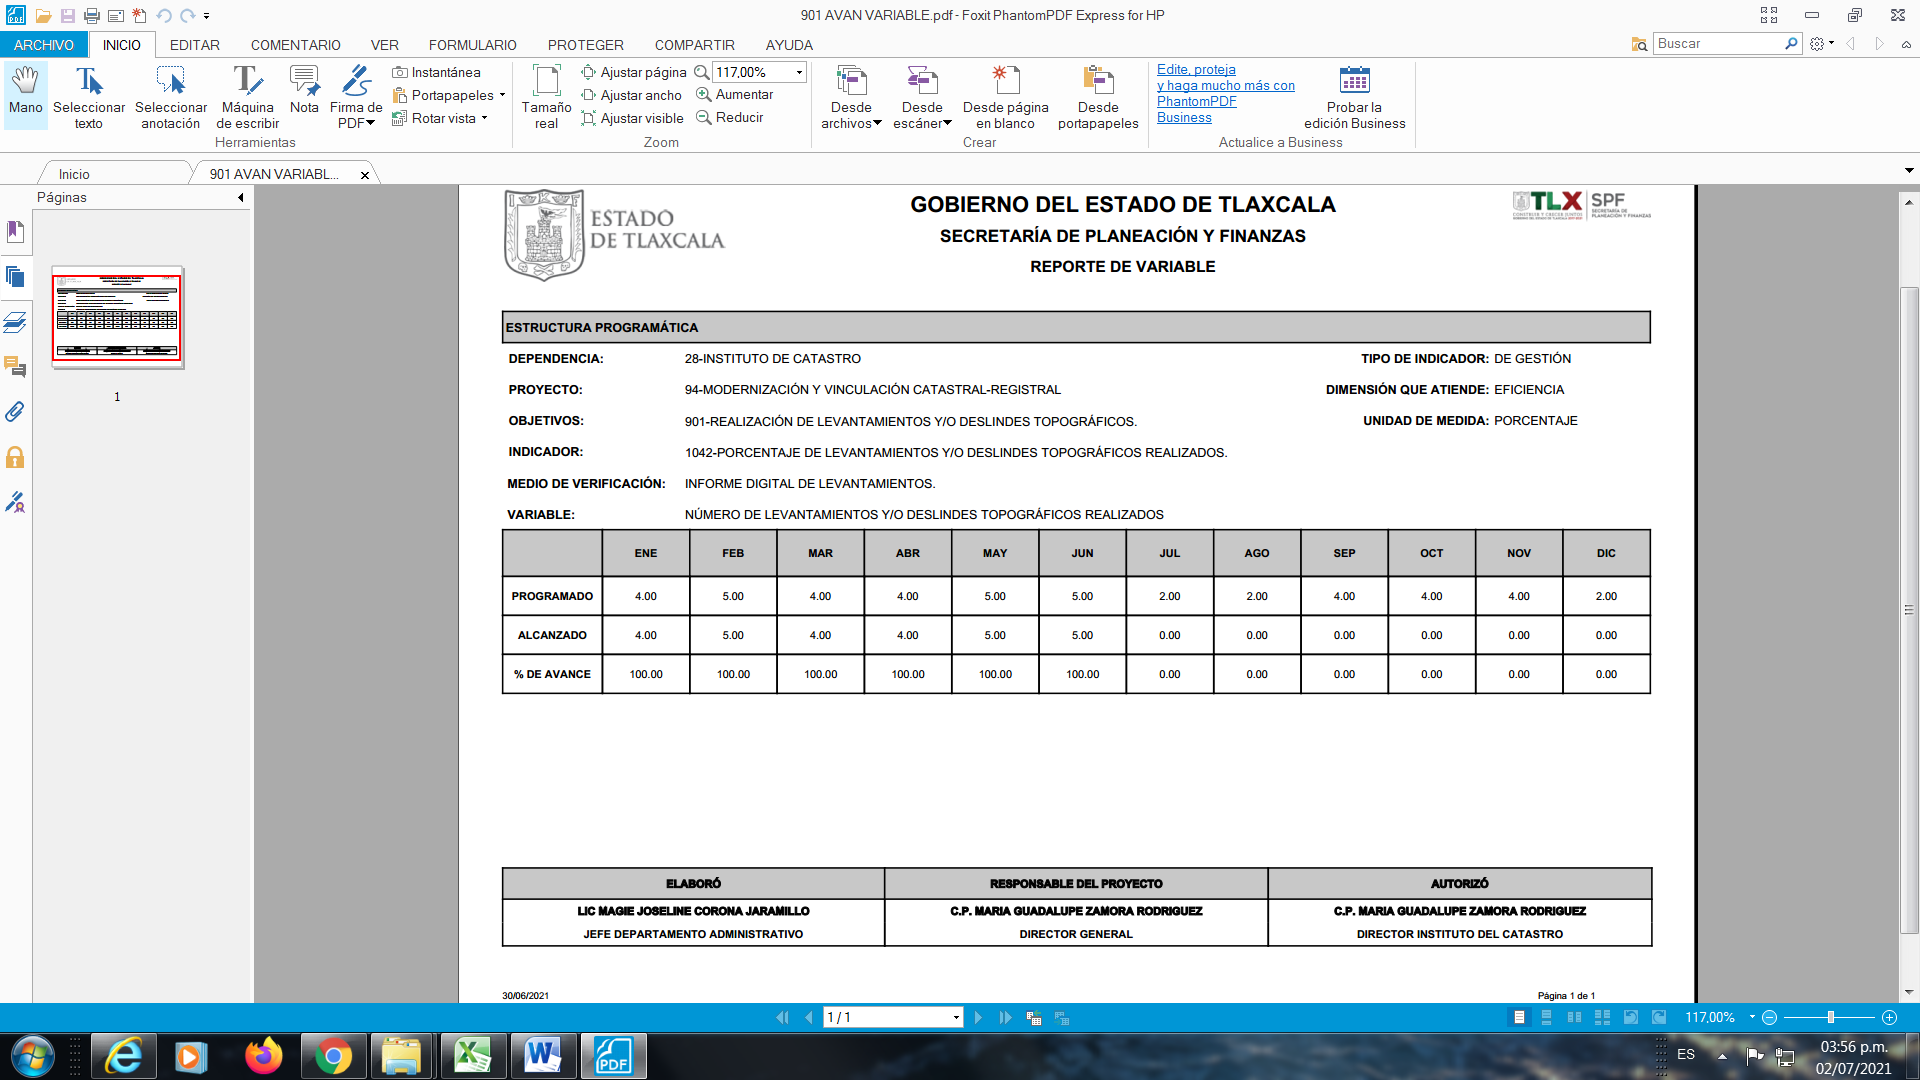 901 AVAN VARIABLE.pdf - Foxit PhantomPDF Express for HP
ARCHIVO INICIO EDITAR COMENTARIO VER FORMULARIO PROTEGER COMPARTIR AYUDA
Buscar
Mano
Seleccionar texto
Seleccionar anotación
Máquina de escribir
Nota
Firma de PDF
Instantánea
Portapapeles
Rotar vista
Herramientas
Tamaño real
Ajustar página
Ajustar ancho
Ajustar visible
117,00%
Aumentar
Reducir
Zoom
Desde archivos
Desde escáner
Desde página en blanco
Desde portapapeles
Crear
Edite, proteja
y haga mucho más con
PhantomPDF
Business
Probar la edición Business
Actualice a Business
Inicio
901 AVAN VARIABL...
Páginas
1
ESTADO
DE TLAXCALA
GOBIERNO DEL ESTADO DE TLAXCALA
SECRETARÍA DE PLANEACIÓN Y FINANZAS
REPORTE DE VARIABLE
TLX
CONSTRUIR Y CRECER JUNTOS
SPF
SECRETARÍA DE
PLANEACIÓN Y FINANZAS
ESTRUCTURA PROGRAMÁTICA
DEPENDENCIA: 28-INSTITUTO DE CATASTRO TIPO DE INDICADOR: DE GESTIÓN
PROYECTO: 94-MODERNIZACIÓN Y VINCULACIÓN CATASTRAL-REGISTRAL DIMENSIÓN QUE ATIENDE: EFICIENCIA
OBJETIVOS: 901-REALIZACIÓN DE LEVANTAMIENTOS Y/O DESLINDES TOPOGRÁFICOS. UNIDAD DE MEDIDA: PORCENTAJE
INDICADOR: 1042-PORCENTAJE DE LEVANTAMIENTOS Y/O DESLINDES TOPOGRÁFICOS REALIZADOS.
MEDIO DE VERIFICACIÓN: INFORME DIGITAL DE LEVANTAMIENTOS.
VARIABLE: NÚMERO DE LEVANTAMIENTOS Y/O DESLINDES TOPOGRÁFICOS REALIZADOS
ENE FEB MAR ABR MAY JUN JUL AGO SEP OCT NOV DIC
PROGRAMADO 4.00 5.00 4.00 4.00 5.00 5.00 2.00 2.00 4.00 4.00 4.00 2.00
ALCANZADO 4.00 5.00 4.00 4.00 5.00 5.00 0.00 0.00 0.00 0.00 0.00 0.00
% DE AVANCE 100.00 100.00 100.00 100.00 100.00 100.00 0.00 0.00 0.00 0.00 0.00 0.00
ELABORÓ RESPONSABLE DEL PROYECTO AUTORIZÓ
LIC MAGIE JOSELINE CORONA JARAMILLO C.P. MARIA GUADALUPE ZAMORA RODRIGUEZ C.P. MARIA GUADALUPE ZAMORA RODRIGUEZ
JEFE DEPARTAMENTO ADMINISTRATIVO DIRECTOR GENERAL DIRECTOR INSTITUTO DEL CATASTRO
30/06/2021 Página 1 de 1
1 / 1
117,00%
PDF
ES
03:56 p.m.
02/07/2021